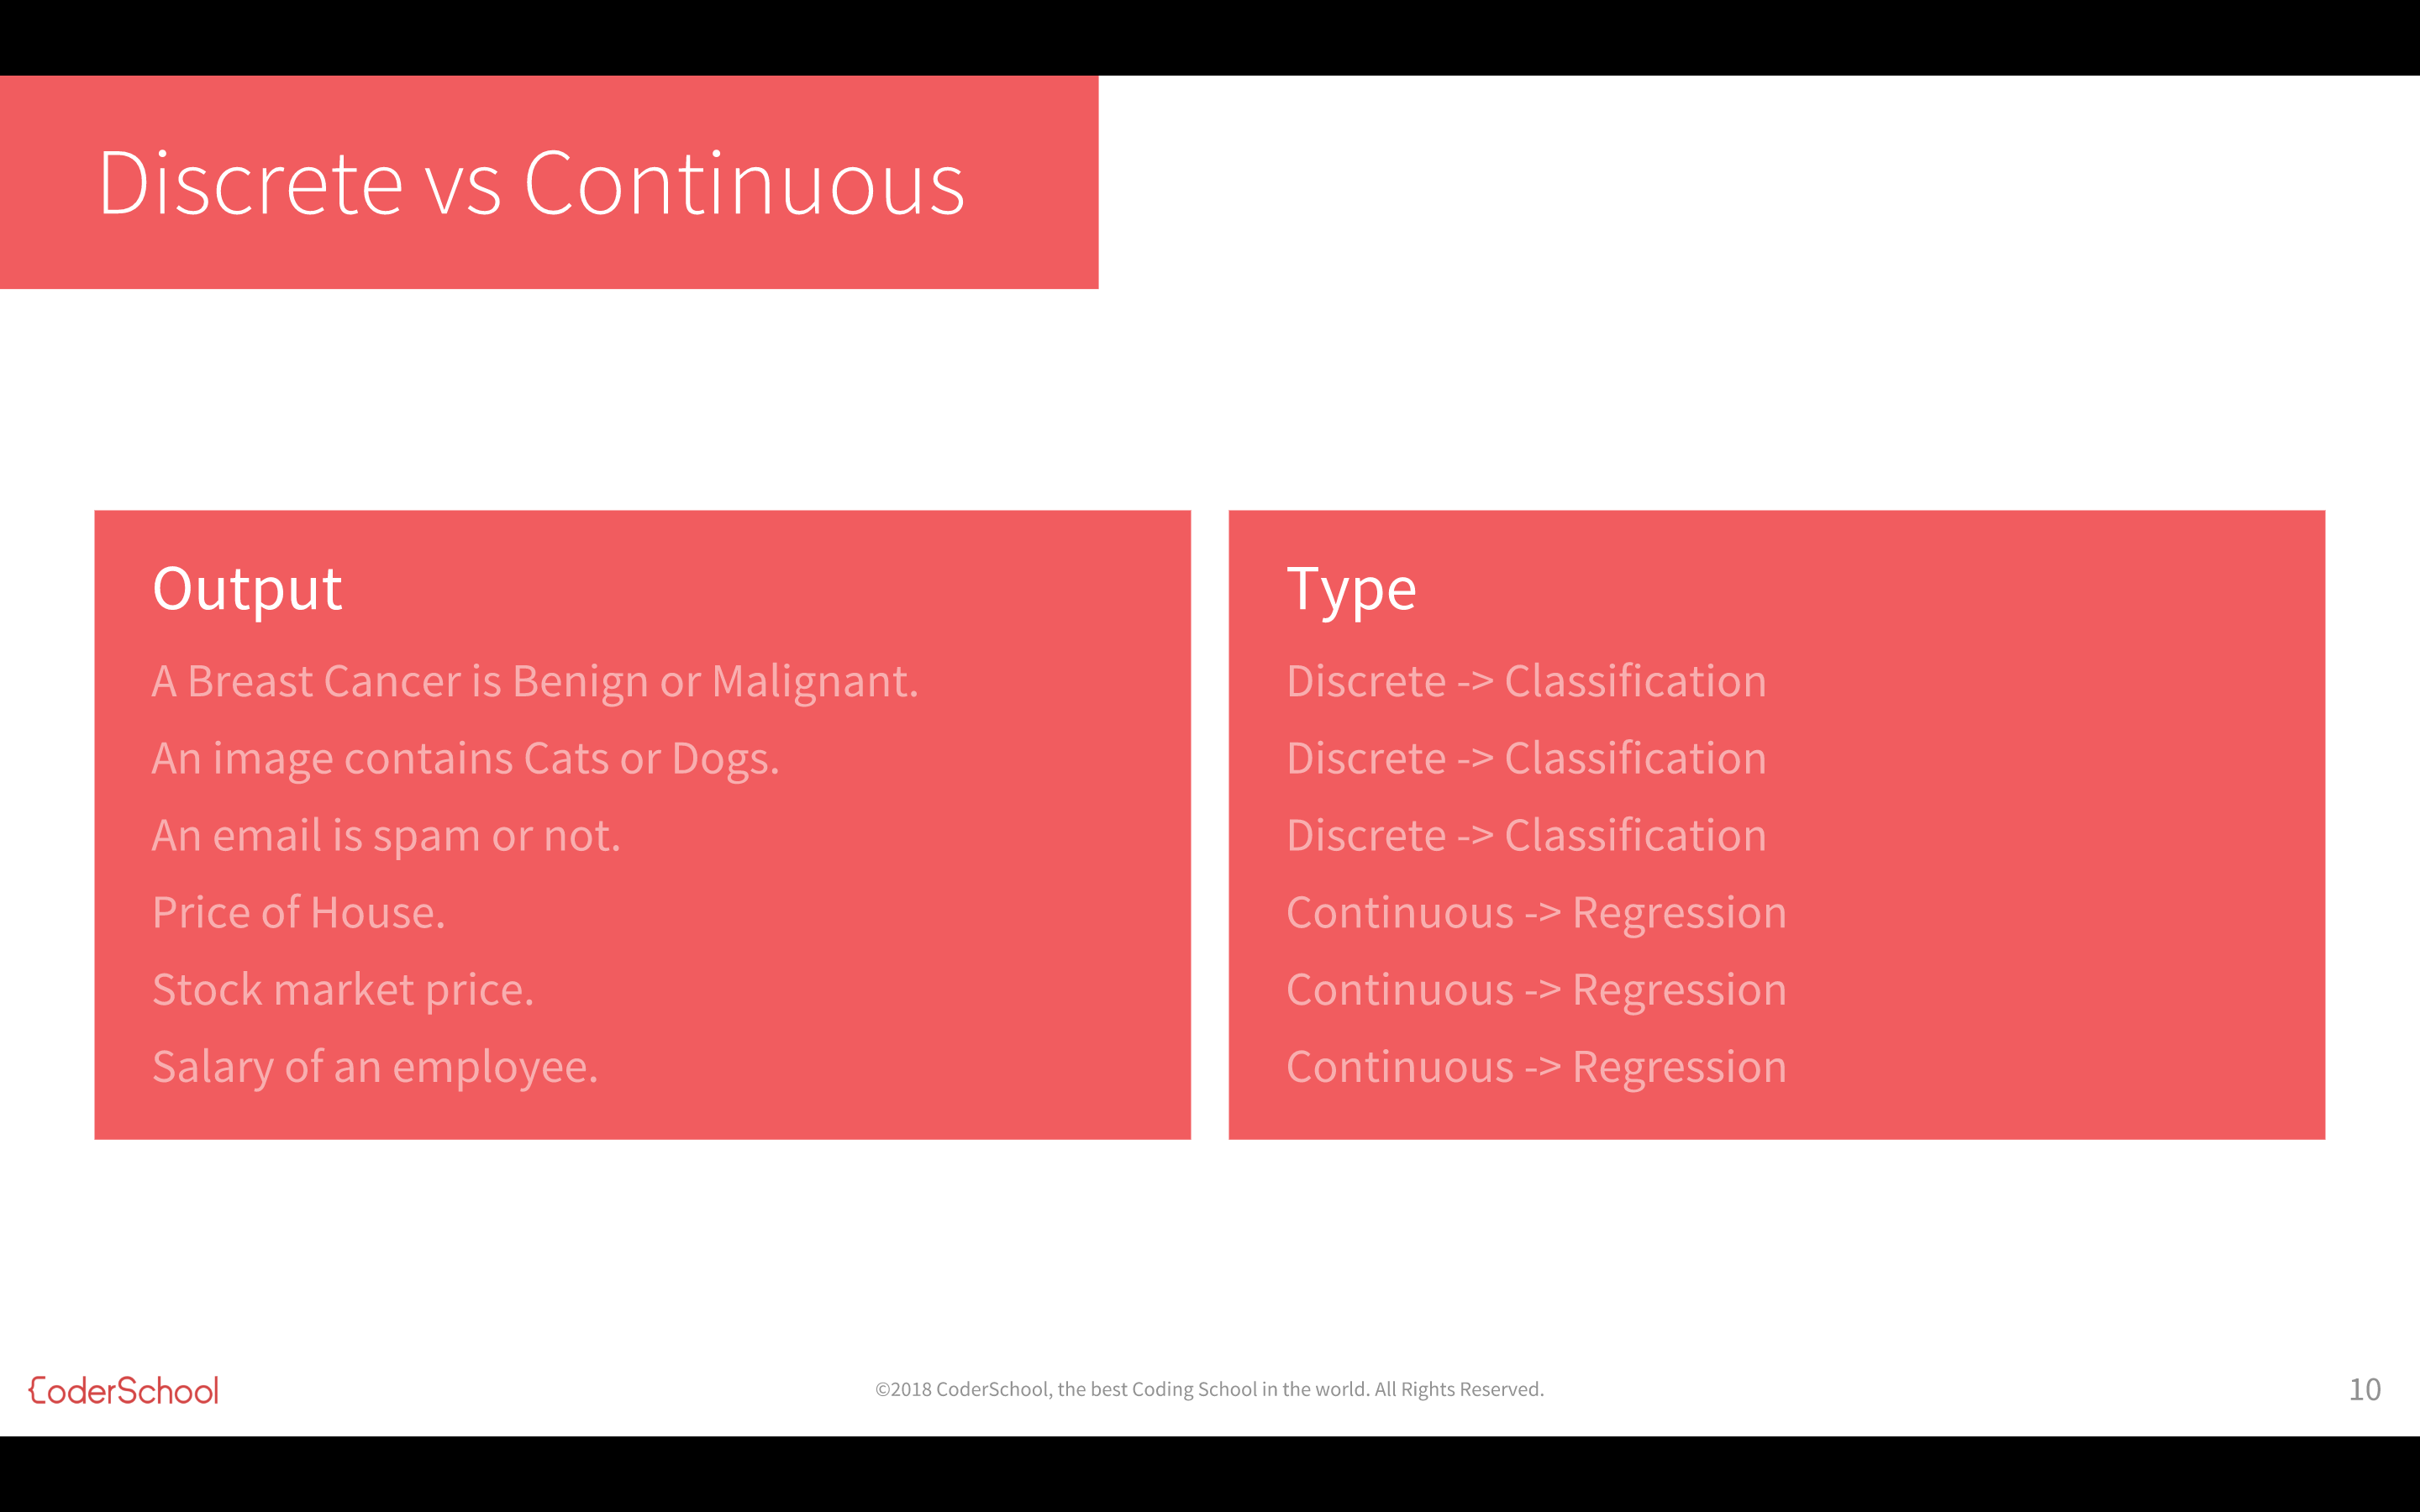 Discrete vs Continuous
Output
A Breast Cancer is Benign or Malignant.
An image contains Cats or Dogs.
An email is spam or not.
Price of House.
Stock market price.
Salary of an employee.
Type
Discrete -> Classification
Discrete -> Classification
Discrete -> Classification
Continuous -> Regression
Continuous -> Regression
Continuous -> Regression
{CoderSchool
©2018 CoderSchool, the best Coding School in the world. All Rights Reserved.
10